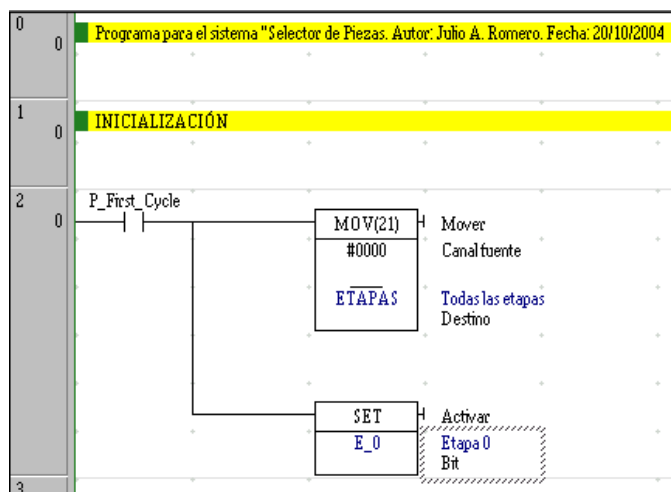 0
0
Programa para el sistema "Selector de Piezas. Autor: Julio A. Romero. Fecha: 20/10/2004
1
0
INICIALIZACIÓN
2
0
P_First_Cycle
MOV(21)
Mover
#0000
Canal fuente
ETAPAS
Todas las etapas
Destino
SET
Activar
E_0
Etapa 0
Bit
3